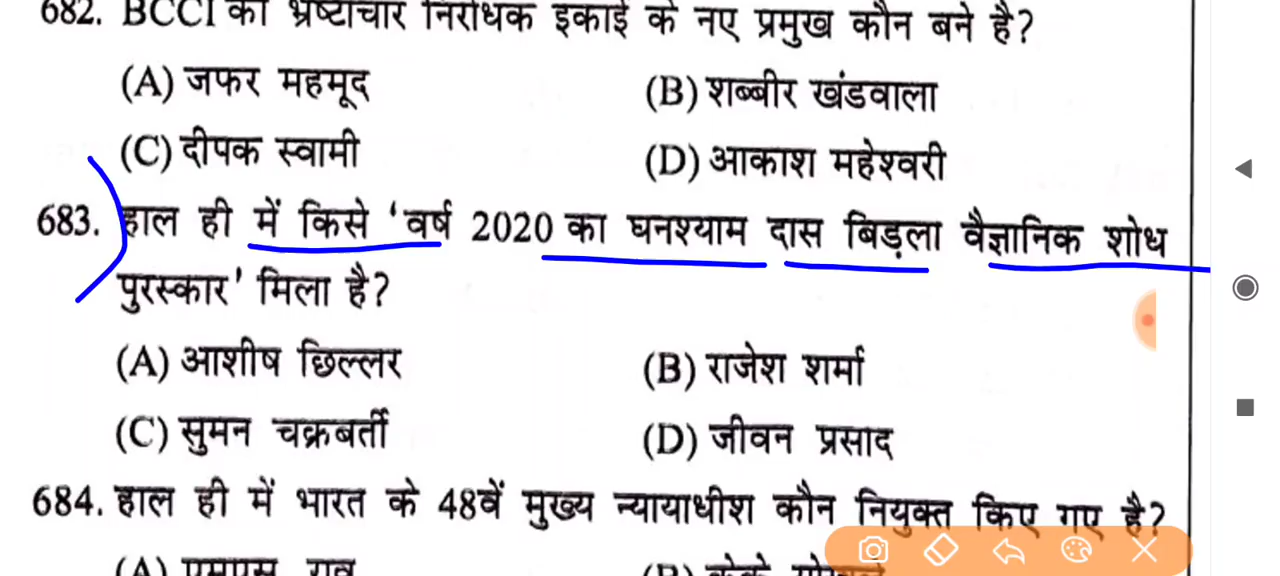 682. BCCI की भ्रष्टाचार निरोधक इकाई के नए प्रमुख कौन बने है?
(A) जफर महमूद (B) शब्बीर खंडवाला
(C) दीपक स्वामी (D) आकाश महेश्वरी
683. हाल ही में किसे ‘वर्ष 2020 का घनश्याम दास बिड़ला वैज्ञानिक शोध
पुरस्कार’ मिला है?
(A) आशीष छिल्लर (B) राजेश शर्मा
(C) सुमन चक्रबर्ती (D) जीवन प्रसाद
684. हाल ही में भारत के 48वें मुख्य न्यायाधीश कौन नियुक्त किए गए है?
(A) राव (B)